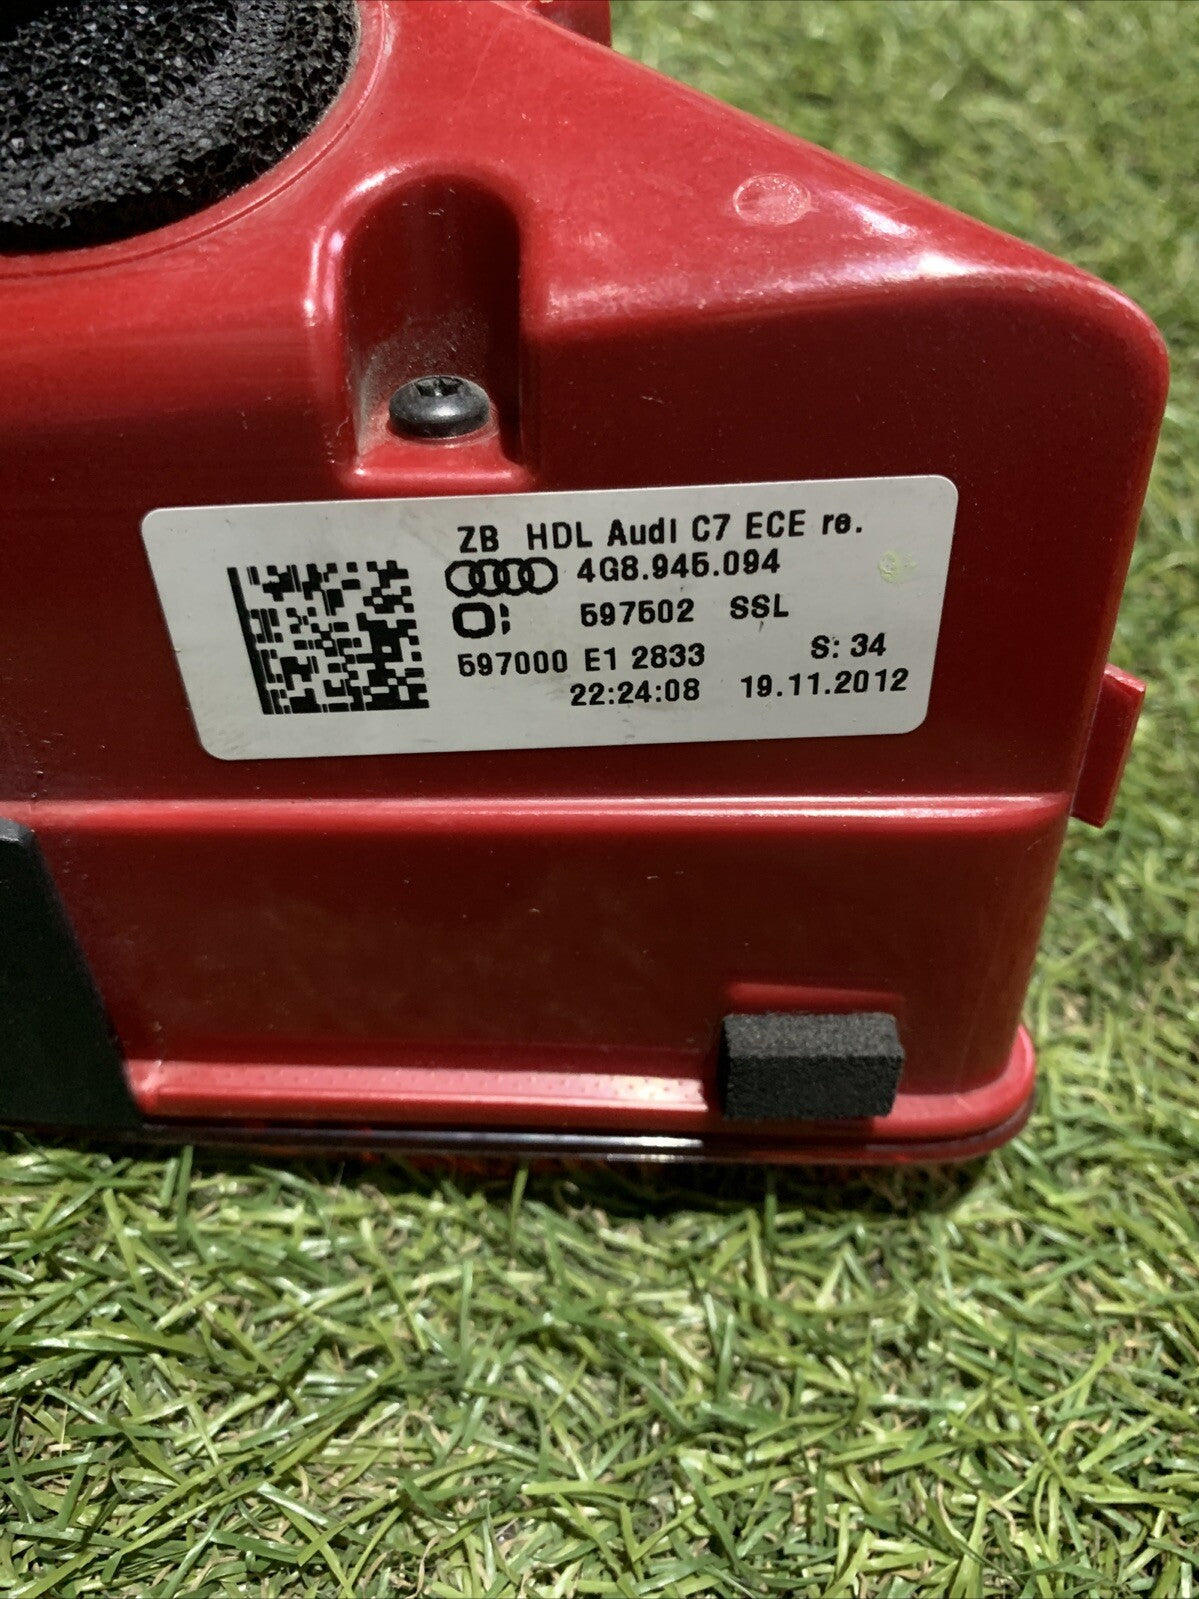 ZB HDL Audi C7 ECE re.
4G8.945.094
597502 SSL
597000 E1 2833 S: 34
22:24:08 19.11.2012